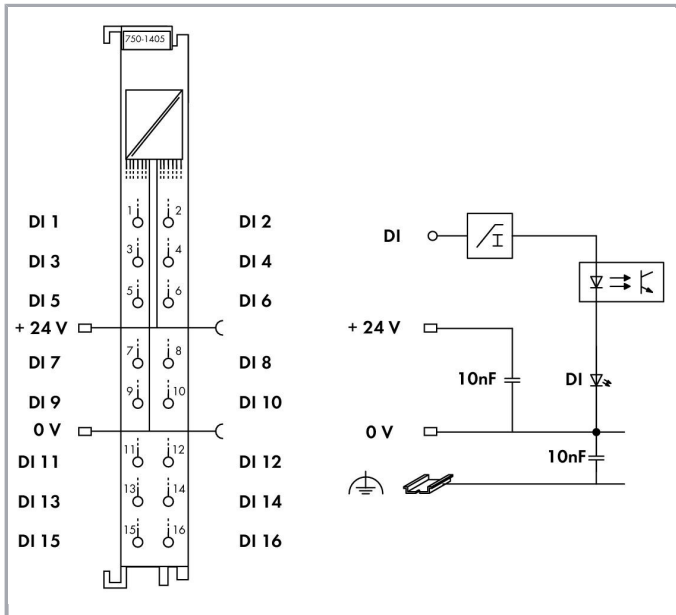 750-1405
1 2
DI 1 DI 2
3 4
DI 3 DI 4
5 6
DI 5 DI 6
+ 24 V
7 8
DI 7 DI 8
9 10
DI 9 DI 10
0 V
11 12
DI 11 DI 12
13 14
DI 13 DI 14
15 16
DI 15 DI 16
DI
I
+ 24 V
10nF
DI
0 V
10nF